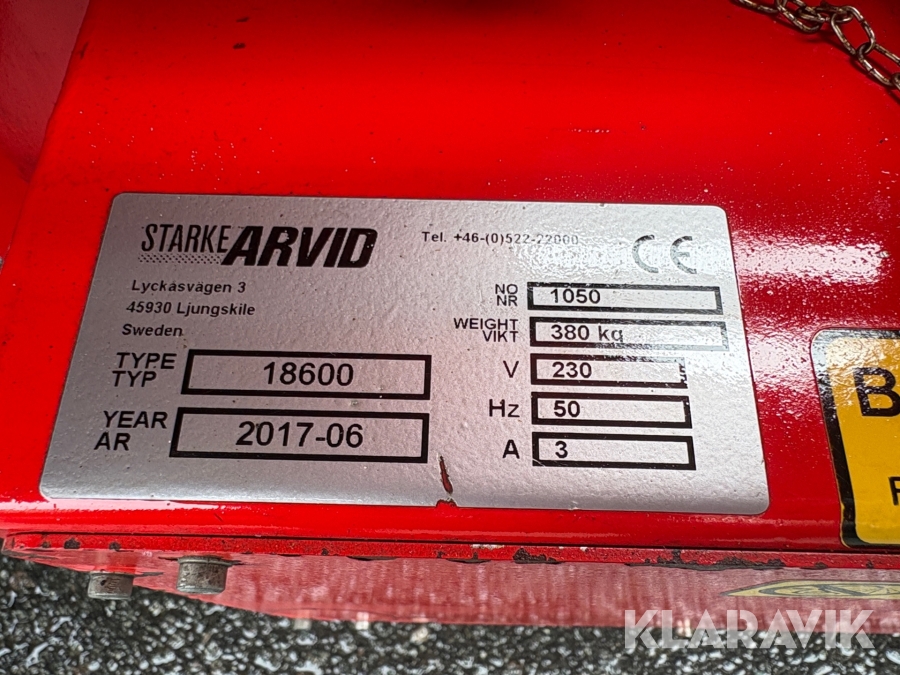 STARKE ARVID
Tel. +46-(0)522-22000
CE
Lyckåsvägen 3
45930 Ljungskile
Sweden
TYPE
TYP
18600
YEAR
AR
2017-06
NO
NR
1050
WEIGHT
VIKT
380 kg
V
230
Hz
50
A
3
B
KLARAVIK